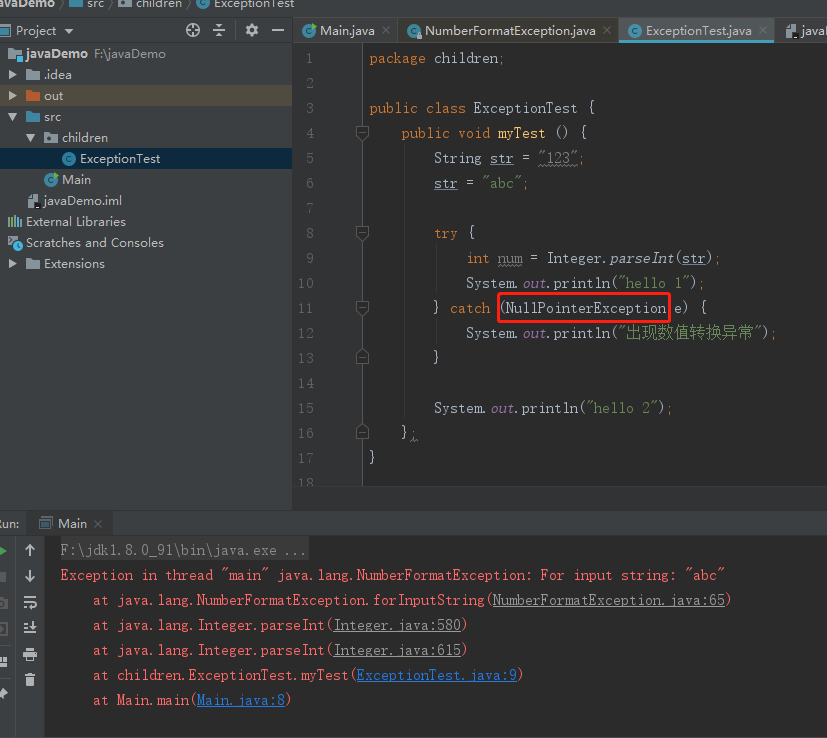 javaDemo src children ExceptionTest
Project
Main.java NumberFormatException.java ExceptionTest.java
javaDemo F:\javaDemo
.idea
out
src
children
ExceptionTest
Main
javaDemo.iml
External Libraries
Scratches and Consoles
Extensions
1 package children;
2
3 public class ExceptionTest {
4 public void myTest () {
5 String str = "123";
6 str = "abc";
7
8 try {
9 int num = Integer.parseInt(str);
10 System.out.println("hello 1");
11 } catch (NullPointerException e) {
12 System.out.println("出现数值转换异常");
13 }
14
15 System.out.println("hello 2");
16 };
17 }
18
Main
F:\jdk1.8.0_91\bin\java.exe ...
Exception in thread "main" java.lang.NumberFormatException: For input string: "abc"
at java.lang.NumberFormatException.forInputString(NumberFormatException.java:65)
at java.lang.Integer.parseInt(Integer.java:580)
at java.lang.Integer.parseInt(Integer.java:615)
at children.ExceptionTest.myTest(ExceptionTest.java:9)
at Main.main(Main.java:8)